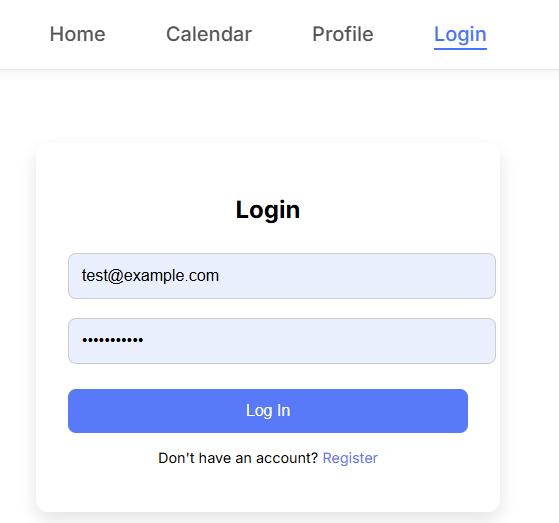 Home Calendar Profile Login
Login
test@example.com
•••••••••••
Log In
Don't have an account? Register